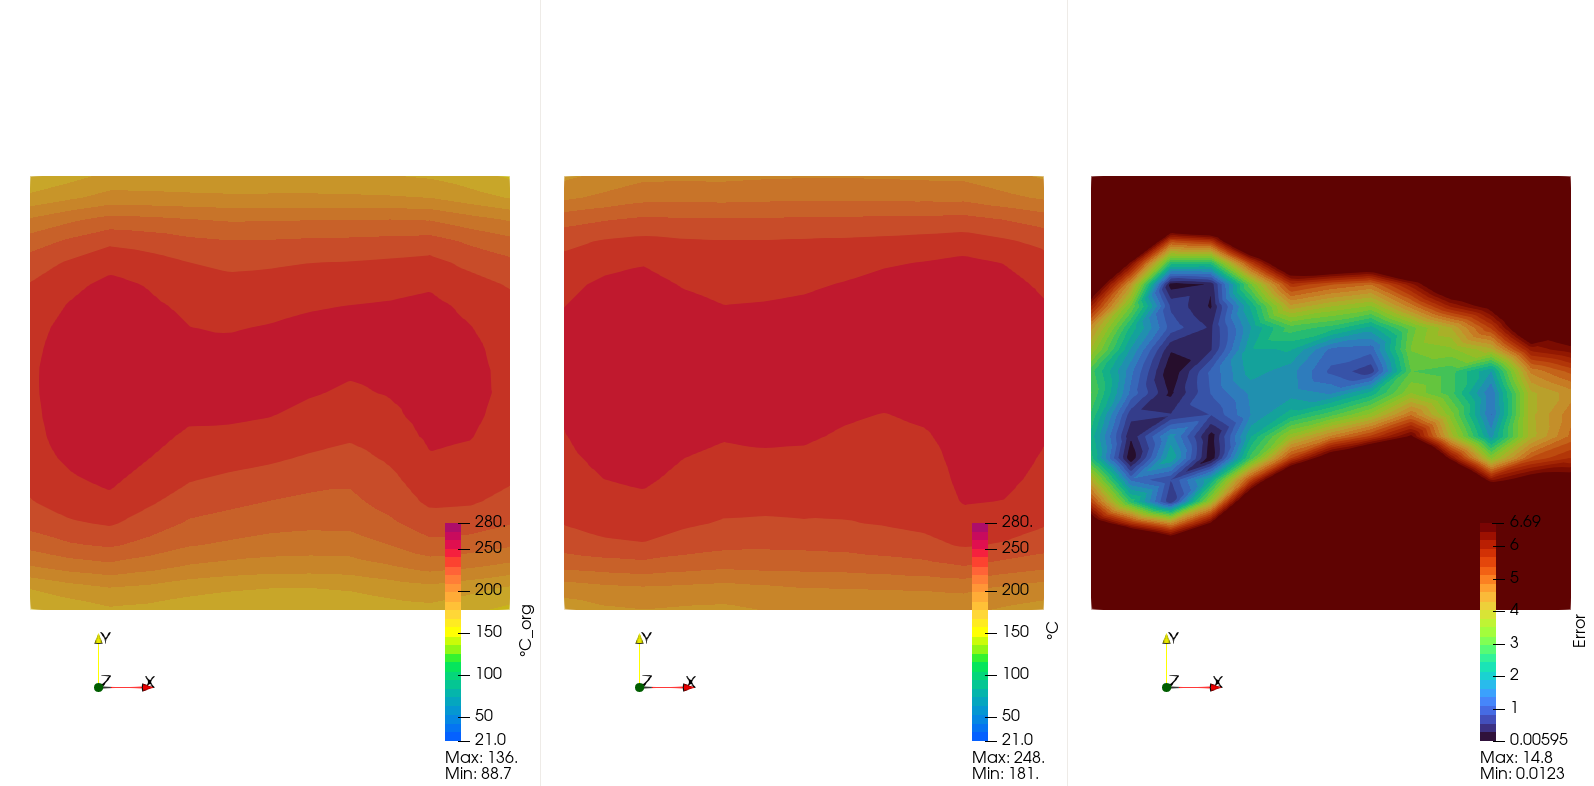 280.
250
200
150
100
50
21.0
°C_org
Max: 136.
Min: 88.7
Y
Z
X
280.
250
200
150
100
50
21.0
°C
Max: 248.
Min: 181.
Y
Z
X
6.69
6
5
4
3
2
1
0.00595
Error
Max: 14.8
Min: 0.0123
Y
Z
X